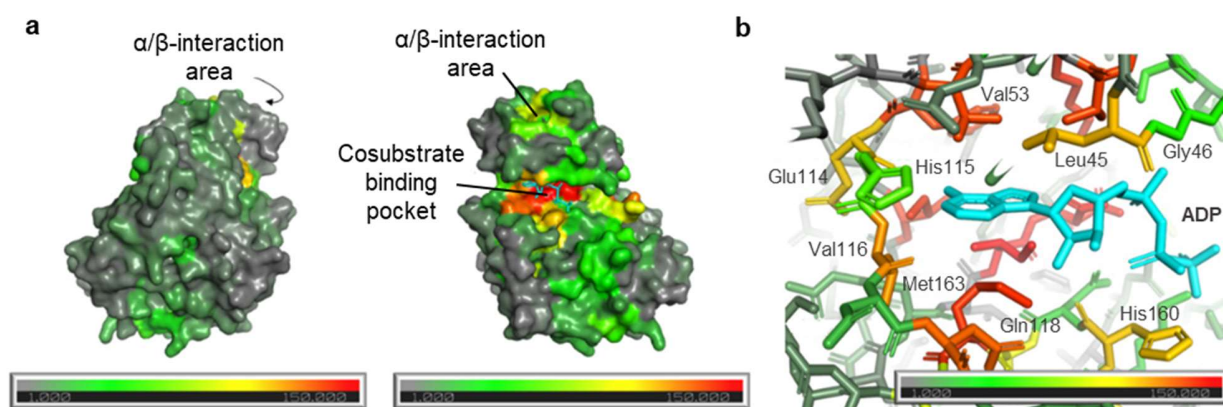 a
α/β-interaction
area
α/β-interaction
area
Cosubstrate
binding
pocket
1.000 150.000
1.000 150.000
b
Val53
Leu45
Gly46
Glu114
His115
ADP
Val116
Met163
Gln118
His160
1.000 150.000